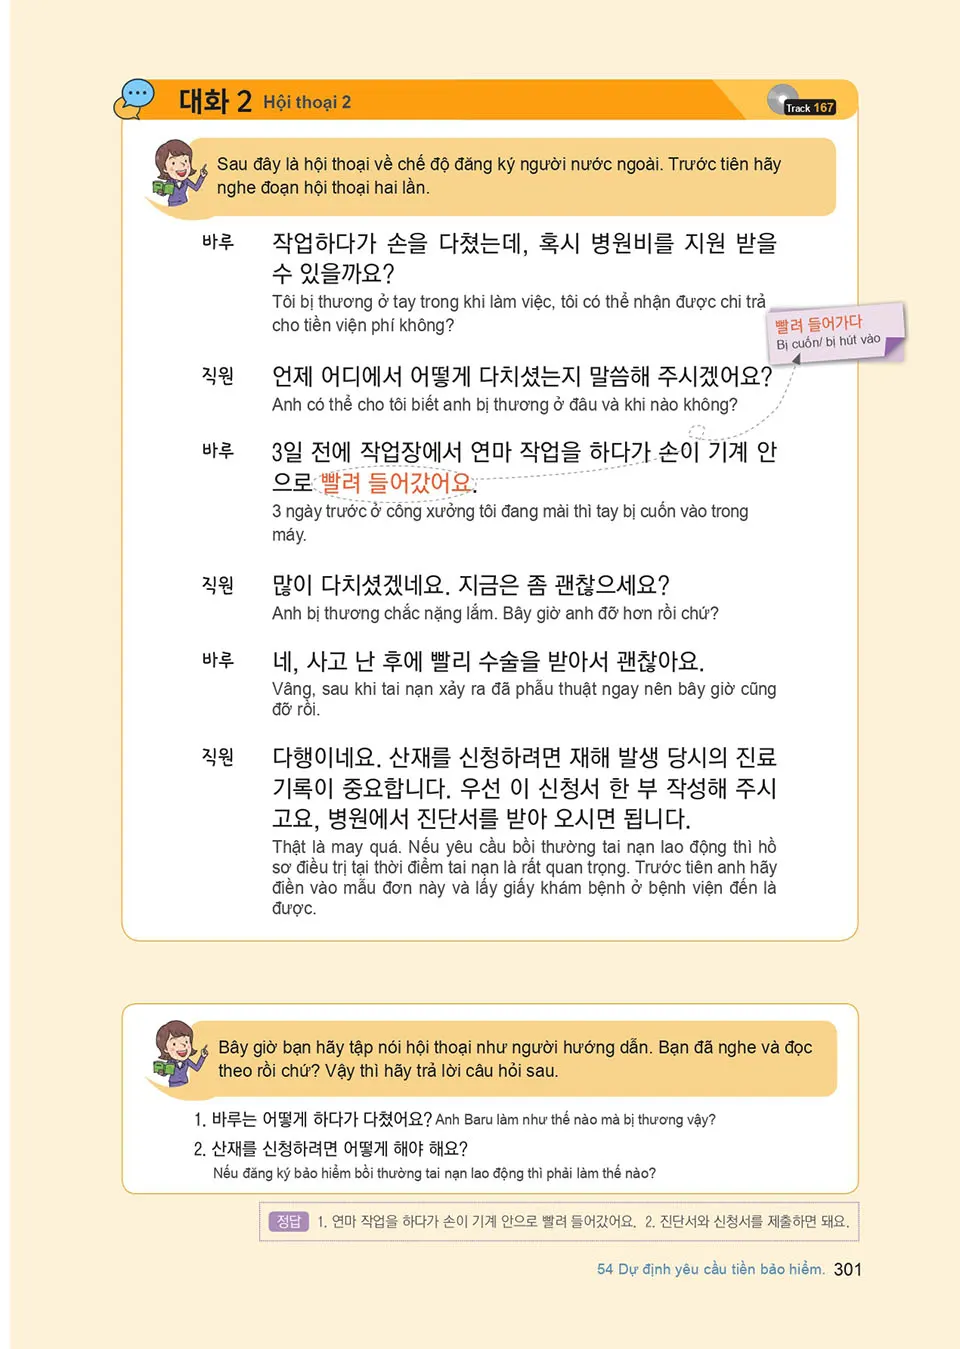 대화 2 Hội thoại 2
Track 167
Sau đây là hội thoại về chế độ đăng ký người nước ngoài. Trước tiên hãy
nghe đoạn hội thoại hai lần.
바루 작업하다가 손을 다쳤는데, 혹시 병원비를 지원 받을
수 있을까요?
Tôi bị thương ở tay trong khi làm việc, tôi có thể nhận được chi trả
cho tiền viện phí không?
빨려 들어가다
Bị cuốn/ bị hút vào
직원 언제 어디에서 어떻게 다치셨는지 말씀해 주시겠어요?
Anh có thể cho tôi biết anh bị thương ở đâu và khi nào không?
바루 3일 전에 작업장에서 연마 작업을 하다가 손이 기계 안
으로 빨려 들어갔어요.
3 ngày trước ở công xưởng tôi đang mài thì tay bị cuốn vào trong
máy.
직원 많이 다치셨겠네요. 지금은 좀 괜찮으세요?
Anh bị thương chắc nặng lắm. Bây giờ anh đỡ hơn rồi chứ?
바루 네, 사고 난 후에 빨리 수술을 받아서 괜찮아요.
Vâng, sau khi tai nạn xảy ra đã phẫu thuật ngay nên bây giờ cũng
đỡ rồi.
직원 다행이네요. 산재를 신청하려면 재해 발생 당시의 진료
기록이 중요합니다. 우선 이 신청서 한 부 작성해 주시
고요, 병원에서 진단서를 받아 오시면 됩니다.
Thật là may quá. Nếu yêu cầu bồi thường tai nạn lao động thì hồ
sơ điều trị tại thời điểm tai nạn là rất quan trọng. Trước tiên anh hãy
điền vào mẫu đơn này và lấy giấy khám bệnh ở bệnh viện đến là
được.
Bây giờ bạn hãy tập nói hội thoại như người hướng dẫn. Bạn đã nghe và đọc
theo rồi chứ? Vậy thì hãy trả lời câu hỏi sau.
1. 바루는 어떻게 하다가 다쳤어요? Anh Baru làm như thế nào mà bị thương vậy?
2. 산재를 신청하려면 어떻게 해야 해요?
Nếu đăng ký bảo hiểm bồi thường tai nạn lao động thì phải làm thế nào?
정답 1. 연마 작업을 하다가 손이 기계 안으로 빨려 들어갔어요. 2. 진단서와 신청서를 제출하면 돼요.
54 Dự định yêu cầu tiền bảo hiểm. 301